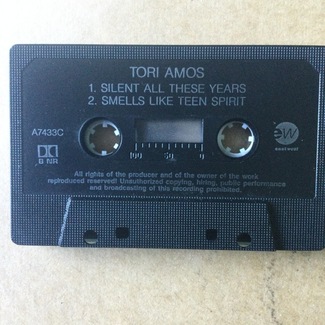 TORI AMOS
1. SILENT ALL THESE YEARS
2. SMELLS LIKE TEEN SPIRIT
A7433C
B NR
ew
eastwest
100 50 0
All rights of the producer and of the owner of the work
reproduced reserved! Unauthorized copying, hiring, public performance
and broadcasting of this recording prohibited.